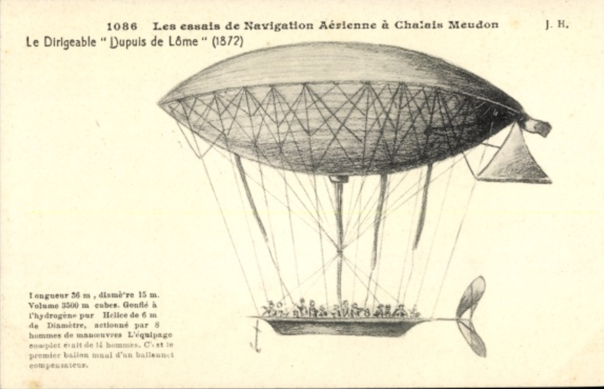 1086 Les essais de Navigation Aérienne à Chalais Meudon J. H.
Le Dirigeable " Dupuis de Lôme " (1872)
Longueur 36 m , diamètre 15 m.
Volume 3500 m cubes. Gonflé à
l'hydrogène pur Hélice de 6 m
de Diamètre, actionné par 8
hommes de manœuvres L'équipage
complet était de 14 hommes. C'est le
premier ballon muni d'un ballonnet
compensateur.